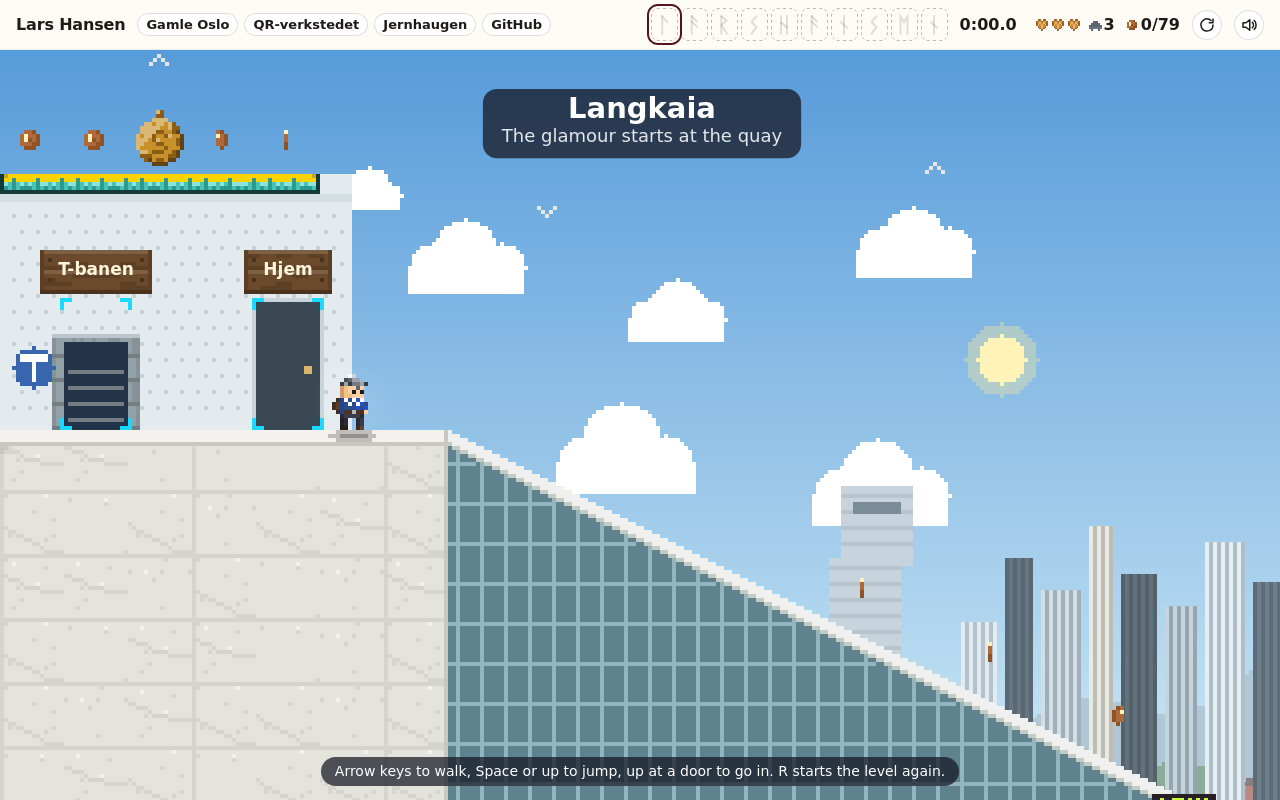 Lars Hansen
Gamle Oslo
QR-verkstedet
Jernhaugen
GitHub
ᛚ ᚨ ᚱ ᛊ ᚺ ᚨ ᚾ ᛊ ᛖ ᚾ
0:00.0
3
0/79
Langkaia
The glamour starts at the quay
T-banen
Hjem
T
Arrow keys to walk, Space or up to jump, up at a door to go in. R starts the level again.